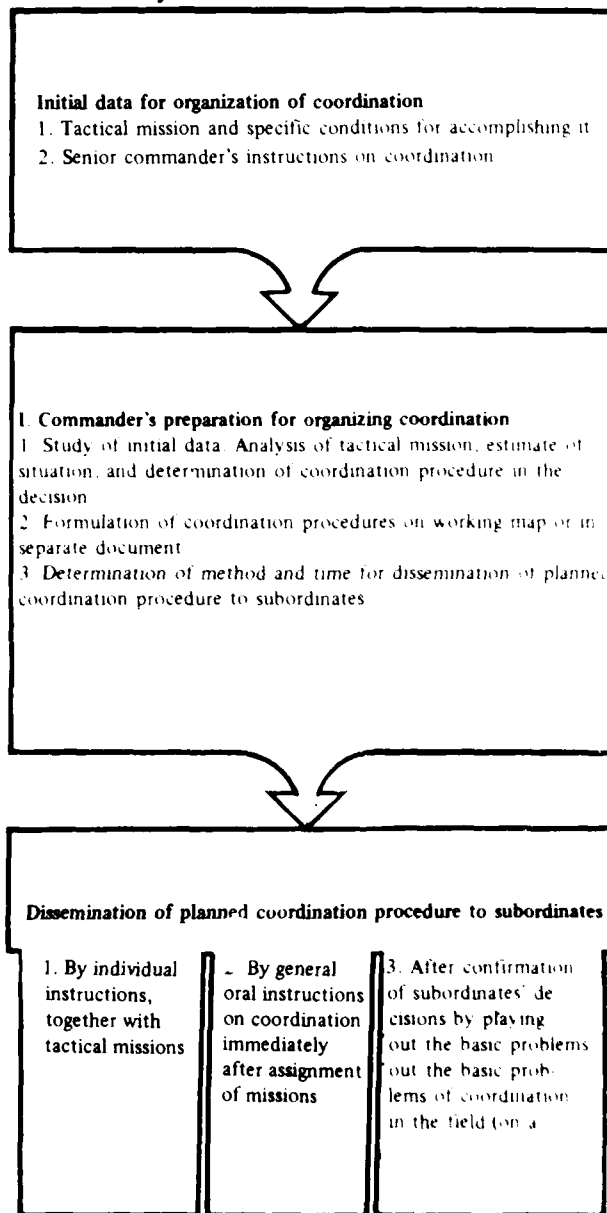 Initial data for organization of coordination
1. Tactical mission and specific conditions for accomplishing it
2. Senior commander's instructions on coordination
1. Commander's preparation for organizing coordination
1 Study of initial data. Analysis of tactical mission, estimate of
situation, and determination of coordination procedure in the
decision
2 Formulation of coordination procedures on working map or in
separate document
3 Determination of method and time for dissemination of planned
coordination procedure to subordinates
Dissemination of planned coordination procedure to subordinates
1. By individual
instructions,
together with
tactical missions
By general
oral instructions
on coordination
immediately
after assignment
of missions
3. After confirmation
of subordinates' de
cisions by playing
out the basic problems
out the basic prob-
lems of coordination
in the field (on a